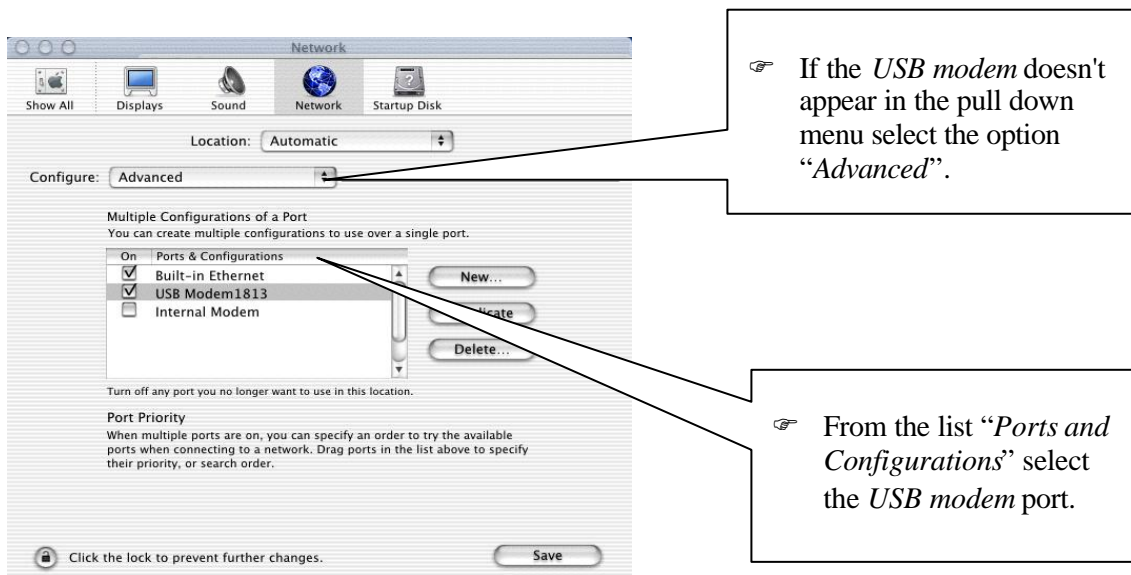 Network
Show All
Displays
Sound
Network
Startup Disk
Location: Automatic
Configure: Advanced
Multiple Configurations of a Port
You can create multiple configurations to use over a single port.
On Ports & Configurations
Built-in Ethernet
USB Modem1813
Internal Modem
New...
Delete...
Turn off any port you no longer want to use in this location.
Port Priority
When multiple ports are on, you can specify an order to try the available
ports when connecting to a network. Drag ports in the list above to specify
their priority, or search order.
Click the lock to prevent further changes.
Save
☞ If the USB modem doesn't
appear in the pull down
menu select the option
“Advanced”.
☞ From the list “Ports and
Configurations” select
the USB modem port.